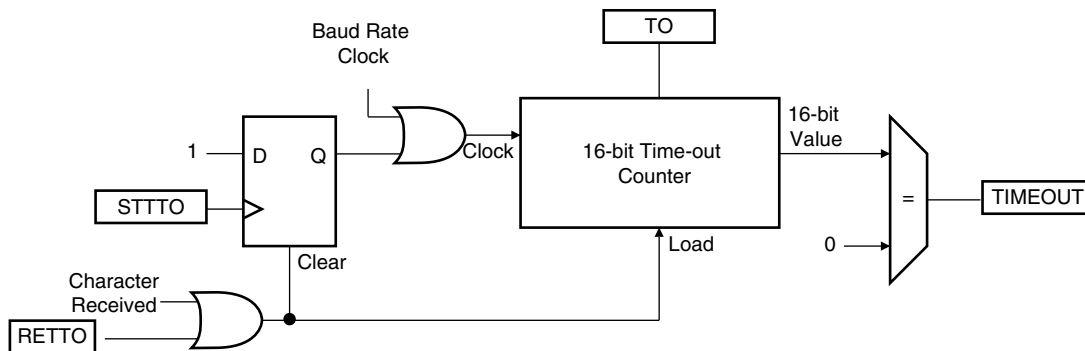 Baud Rate
Clock
TO
1
D
Q
Clock
16-bit Time-out
Counter
16-bit
Value
STTTO
=
TIMEOUT
Clear
Load
0
Character
Received
RETTO